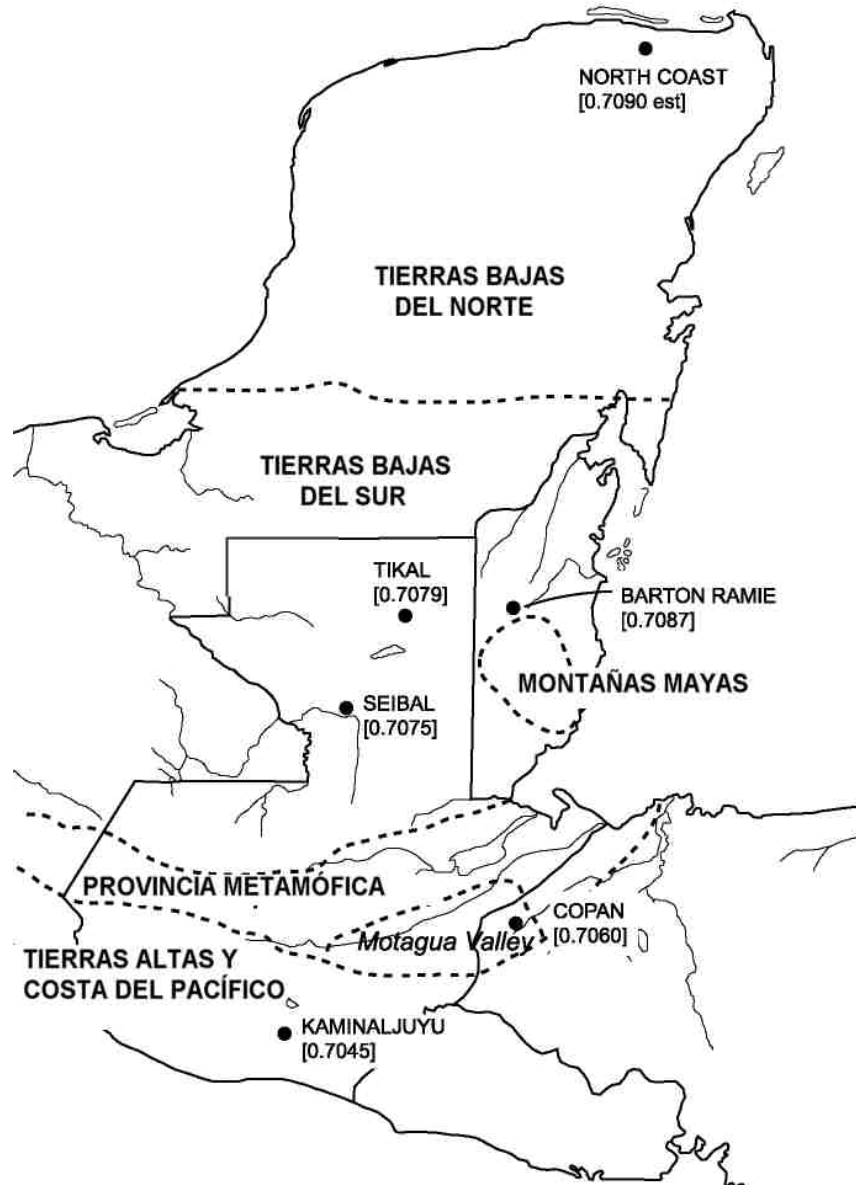 NORTH COAST
[0.7090 est]
TIERRAS BAJAS
DEL NORTE
TIERRAS BAJAS
DEL SUR
TIKAL
[0.7079]
BARTON RAMIE
[0.7087]
MONTAÑAS MAYAS
SEIBAL
[0.7075]
PROVINCIA METAMÓFICA
COPAN
[0.7060]
Motagua Valley
TIERRAS ALTAS Y
COSTA DEL PACÍFICO
KAMINALJUYU
[0.7045]